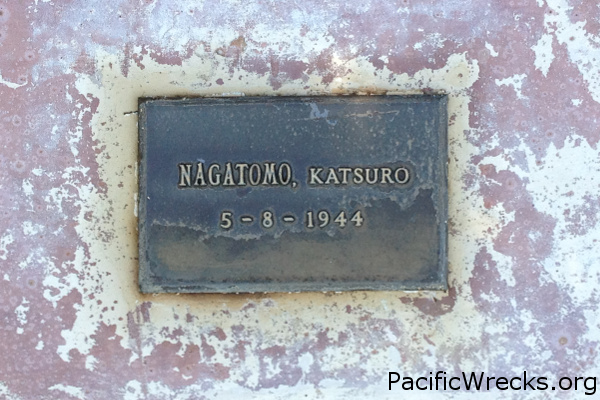 NAGATOMO, KATSURO
5-8-1944
PacificWrecks.org